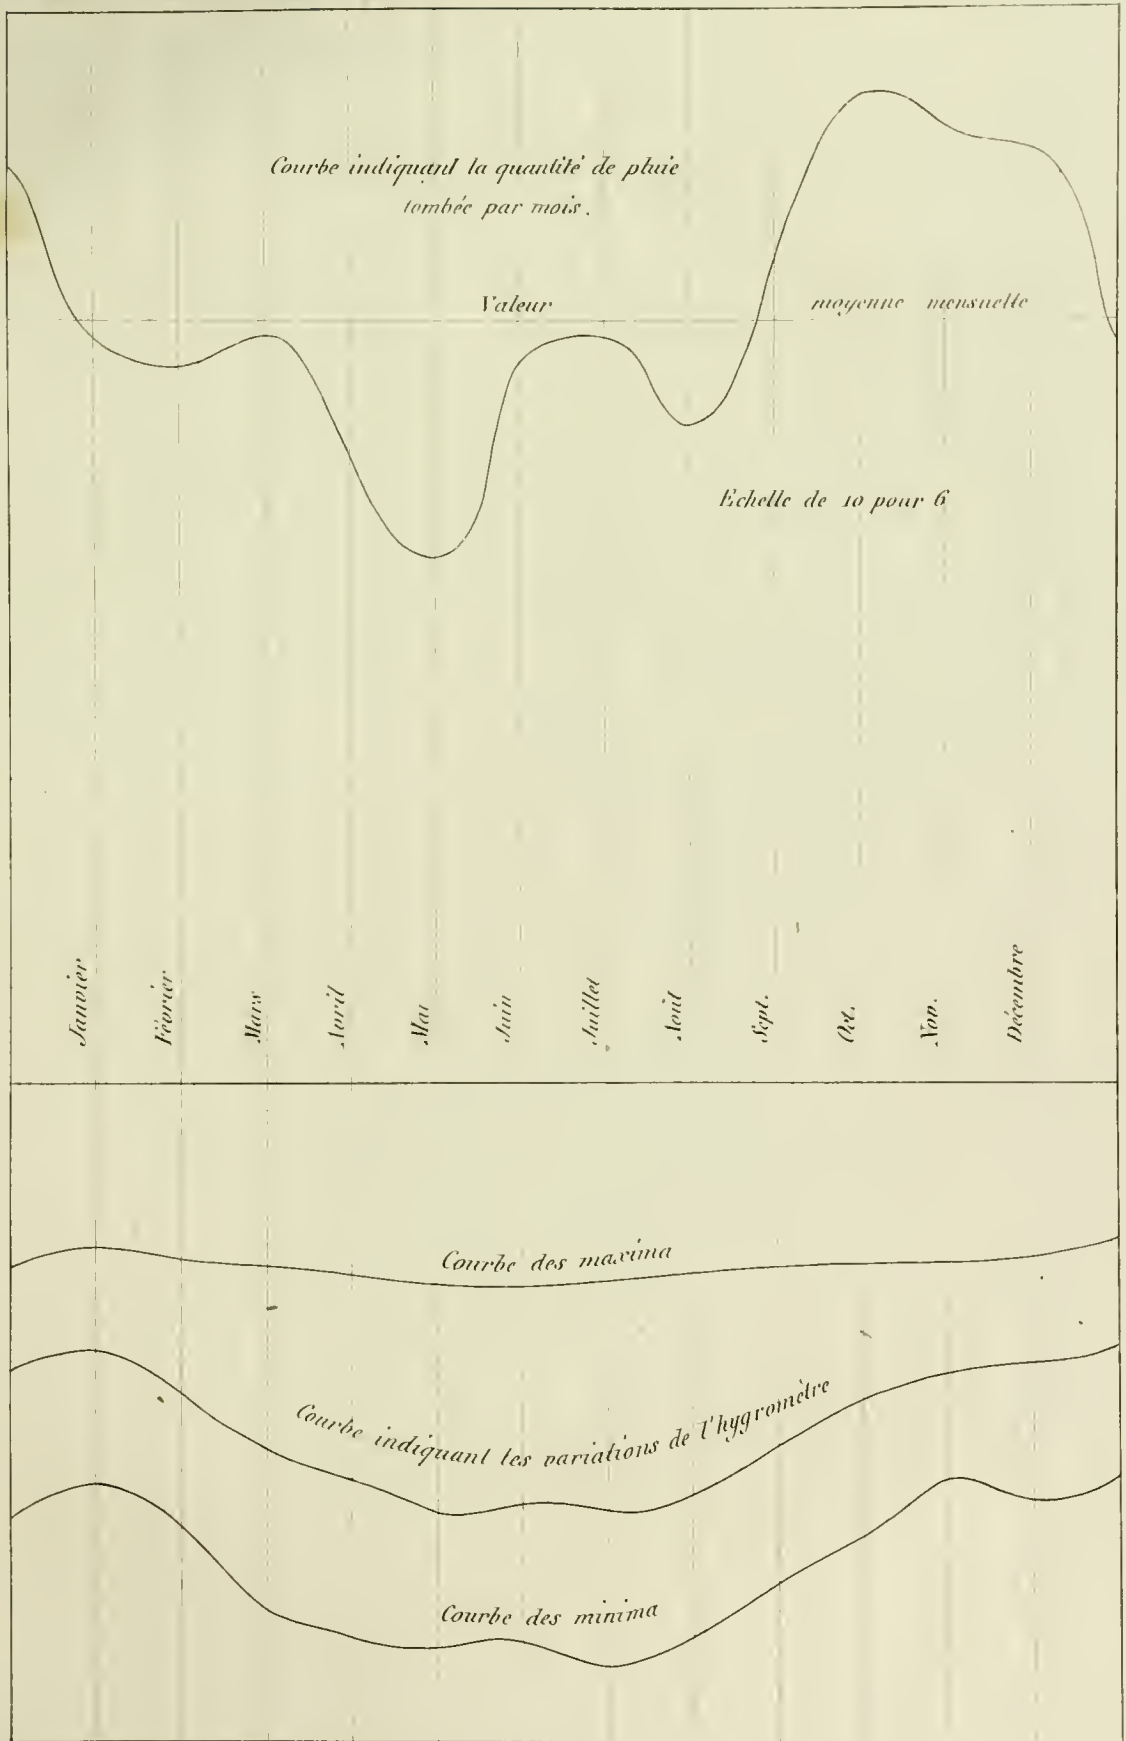 Courbe indiquant la quantité de pluie
tombée par mois.
Valeur moyenne mensuelle
Echelle de 10 pour 6
Janvier
Février
Mars
Avril
Mai
Juin
Juillet
Août
Sept.
Oct.
Nov.
Décembre
Courbe des maxima
Courbe indiquant les variations de l'hygromètre
Courbe des minima